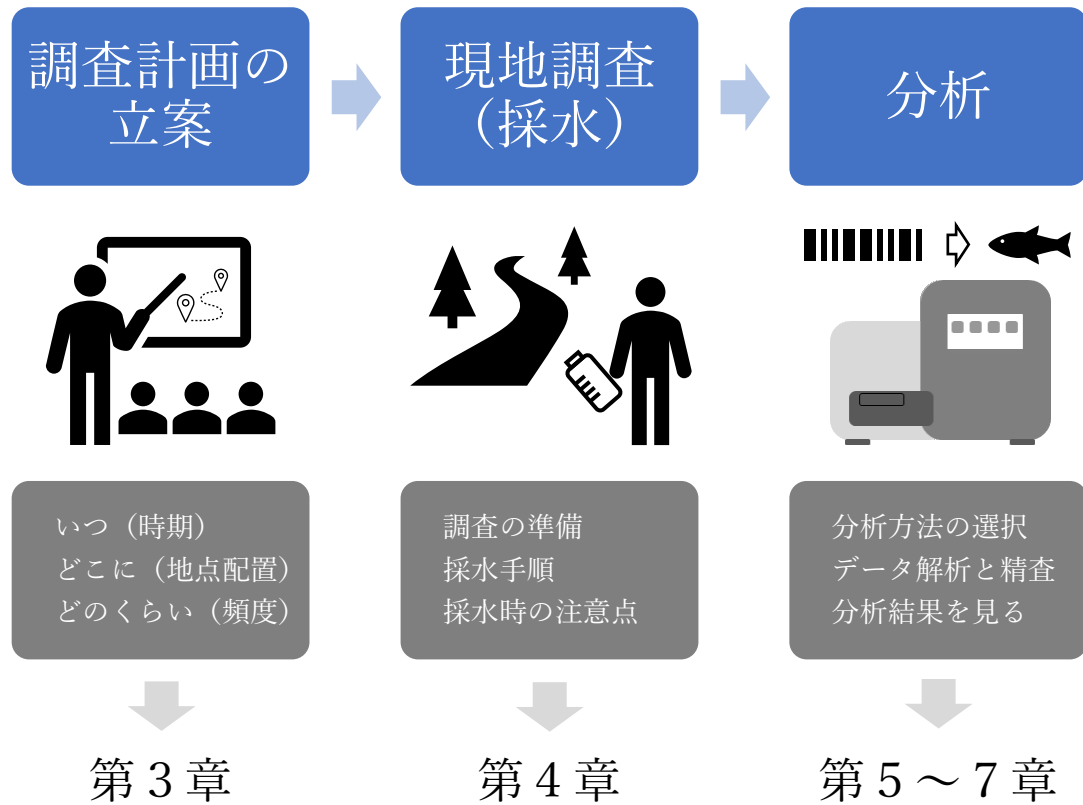 調査計画の
立案
現地調査
（採水）
分析
いつ（時期）
どこに（地点配置）
どのくらい（頻度）
調査の準備
採水手順
採水時の注意点
分析方法の選択
データ解析と精査
分析結果を見る
第３章
第４章
第５～７章